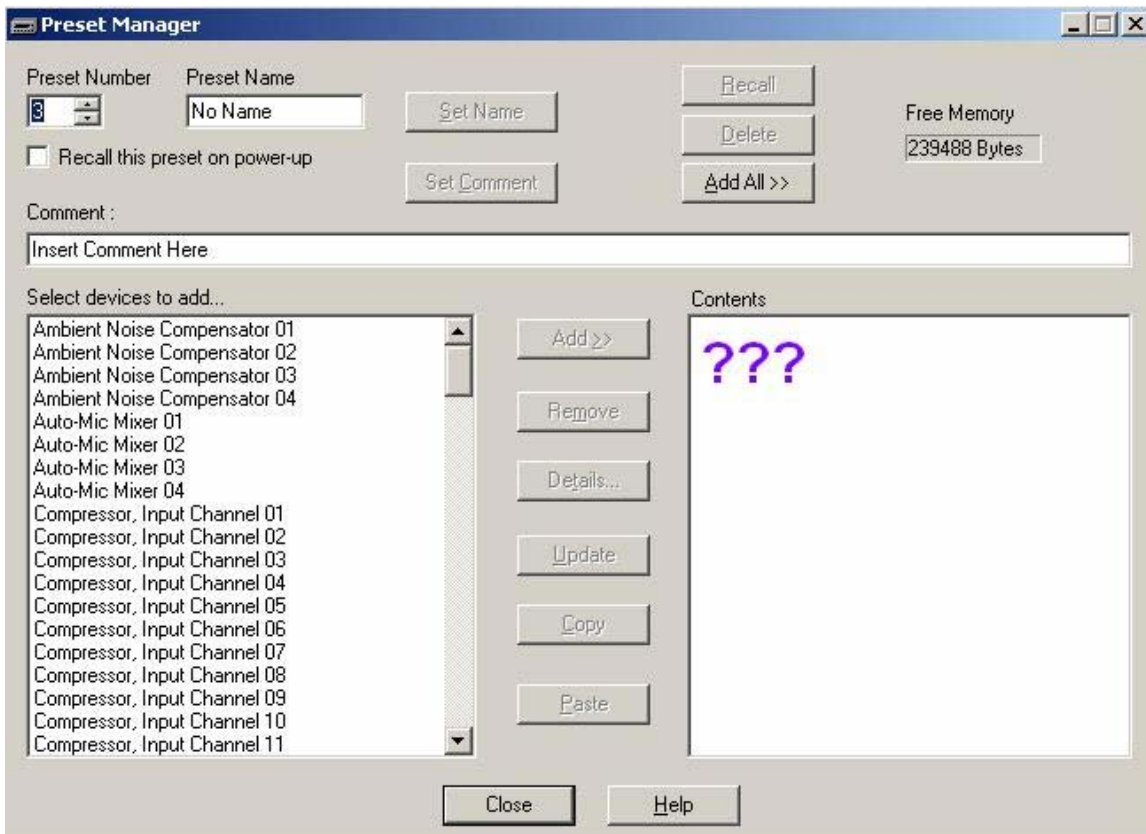 Preset Manager
Preset Number
Preset Name
3
No Name
Set Name
Recall
Free Memory
Delete
239488 Bytes
Recall this preset on power-up
Set Comment
Add All >>
Comment :
Insert Comment Here
Select devices to add...
Contents
Ambient Noise Compensator 01
Ambient Noise Compensator 02
Ambient Noise Compensator 03
Ambient Noise Compensator 04
Auto-Mic Mixer 01
Auto-Mic Mixer 02
Auto-Mic Mixer 03
Auto-Mic Mixer 04
Compressor, Input Channel 01
Compressor, Input Channel 02
Compressor, Input Channel 03
Compressor, Input Channel 04
Compressor, Input Channel 05
Compressor, Input Channel 06
Compressor, Input Channel 07
Compressor, Input Channel 08
Compressor, Input Channel 09
Compressor, Input Channel 10
Compressor, Input Channel 11
Add >>
Remove
Details...
Update
Copy
Paste
???
Close
Help